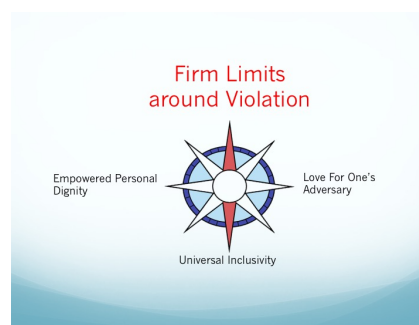 Firm Limits
around Violation
Empowered Personal
Dignity
Love For One's
Adversary
Universal Inclusivity